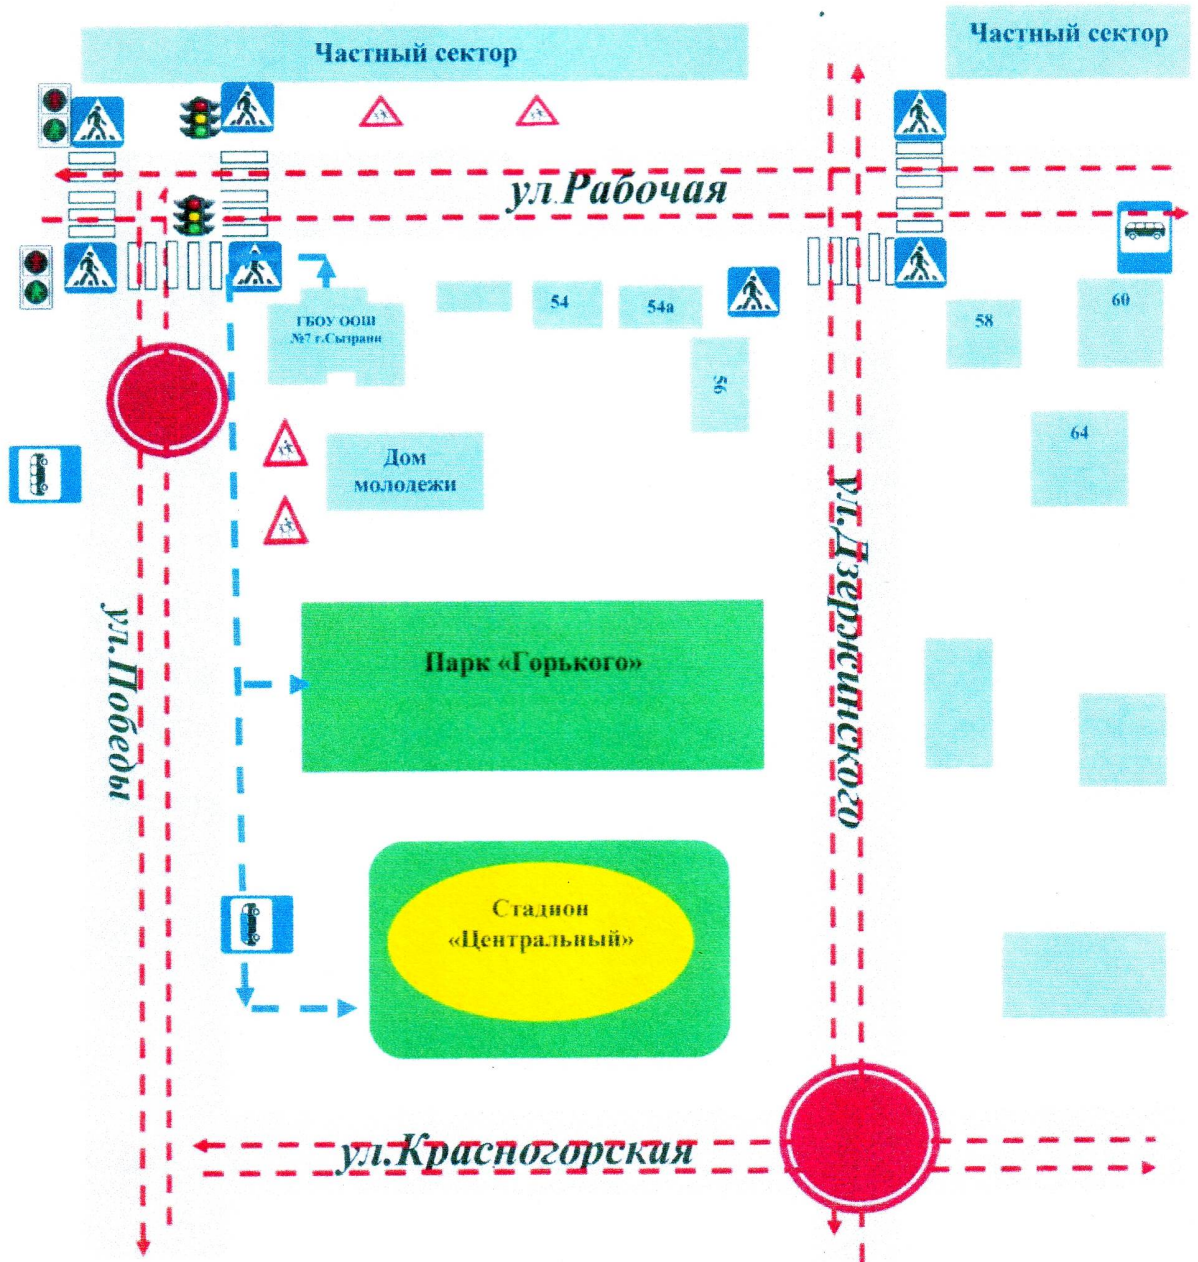 Частный сектор
Частный сектор
ул.Рабочая
ГБОУ ООШ
№7 г.Сызрани
54
54а
56
58
60
64
Дом
молодежи
ул.Победы
ул.Дзержинского
Парк «Горького»
Стадион
«Центральный»
ул.Красногорская